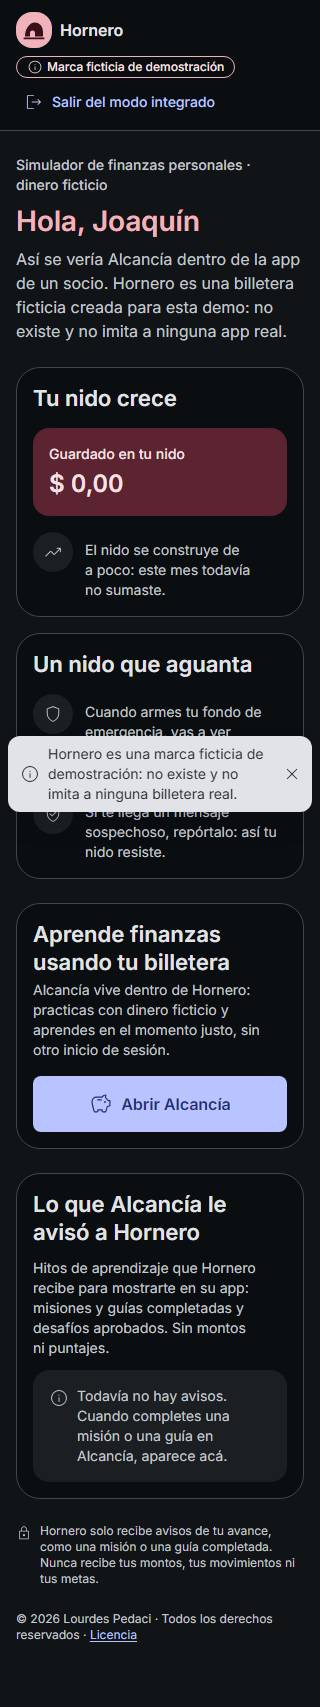 Hornero
Marca ficticia de demostración
Salir del modo integrado
Simulador de finanzas personales ·
dinero ficticio
Hola, Joaquín
Así se vería Alcancía dentro de la app
de un socio. Hornero es una billetera
ficticia creada para esta demo: no
existe y no imita a ninguna app real.
Tu nido crece
Guardado en tu nido
$ 0,00
El nido se construye de
a poco: este mes todavía
no sumaste.
Un nido que aguanta
Cuando armes tu fondo de
emergencia, vas a ver
Hornero es una marca ficticia de
demostración: no existe y no
imita a ninguna billetera real.
Si te llega un mensaje
sospechoso, repórtalo: así tu
nido resiste.
Aprende finanzas
usando tu billetera
Alcancía vive dentro de Hornero:
practicas con dinero ficticio y
aprendes en el momento justo, sin
otro inicio de sesión.
Abrir Alcancía
Lo que Alcancía le
avisó a Hornero
Hitos de aprendizaje que Hornero
recibe para mostrarte en su app:
misiones y guías completadas y
desafíos aprobados. Sin montos
ni puntajes.
Todavía no hay avisos.
Cuando completes una
misión o una guía en
Alcancía, aparece acá.
Hornero solo recibe avisos de tu avance,
como una misión o una guía completada.
Nunca recibe tus montos, tus movimientos ni
tus metas.
© 2026 Lourdes Pedaci · Todos los derechos
reservados · Licencia